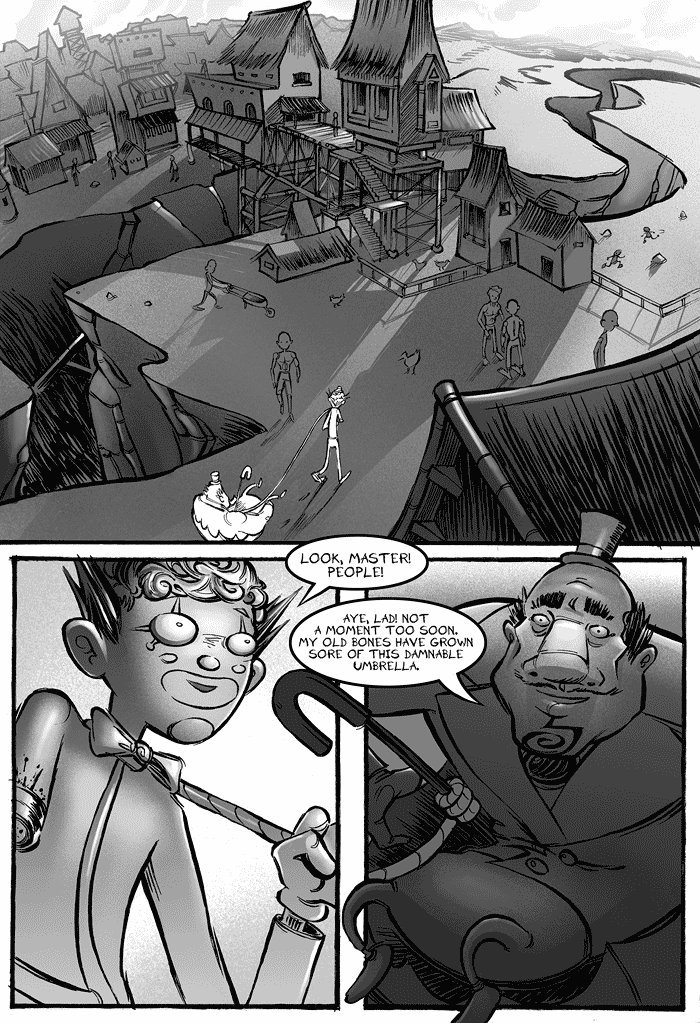 LOOK, MASTER!
PEOPLE!
AYE, LAD! NOT
A MOMENT TOO SOON.
MY OLD BONES HAVE GROWN
SORE OF THIS DAMNABLE
UMBRELLA.